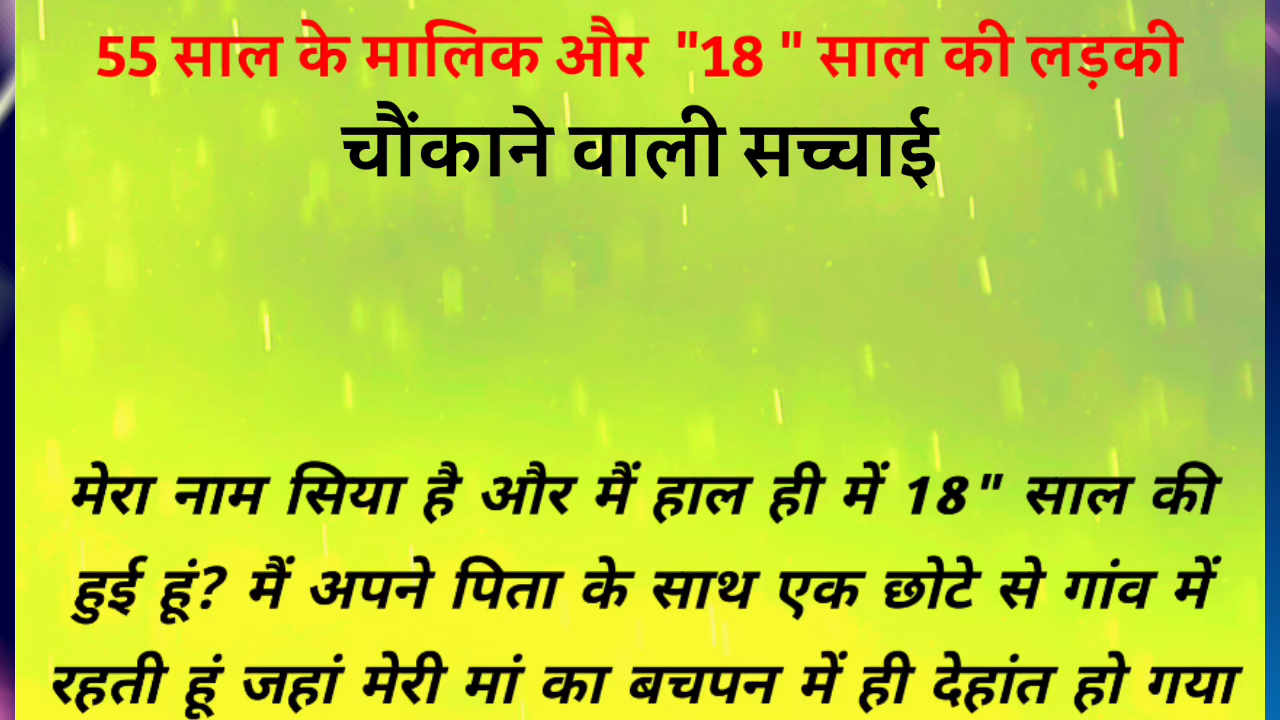 55 साल के मालिक और "18 " साल की लड़की
चौंकाने वाली सच्चाई
मेरा नाम सिया है और मैं हाल ही में 18" साल की
हुई हूं? मैं अपने पिता के साथ एक छोटे से गांव में
रहती हूं जहां मेरी मां का बचपन में ही देहांत हो गया